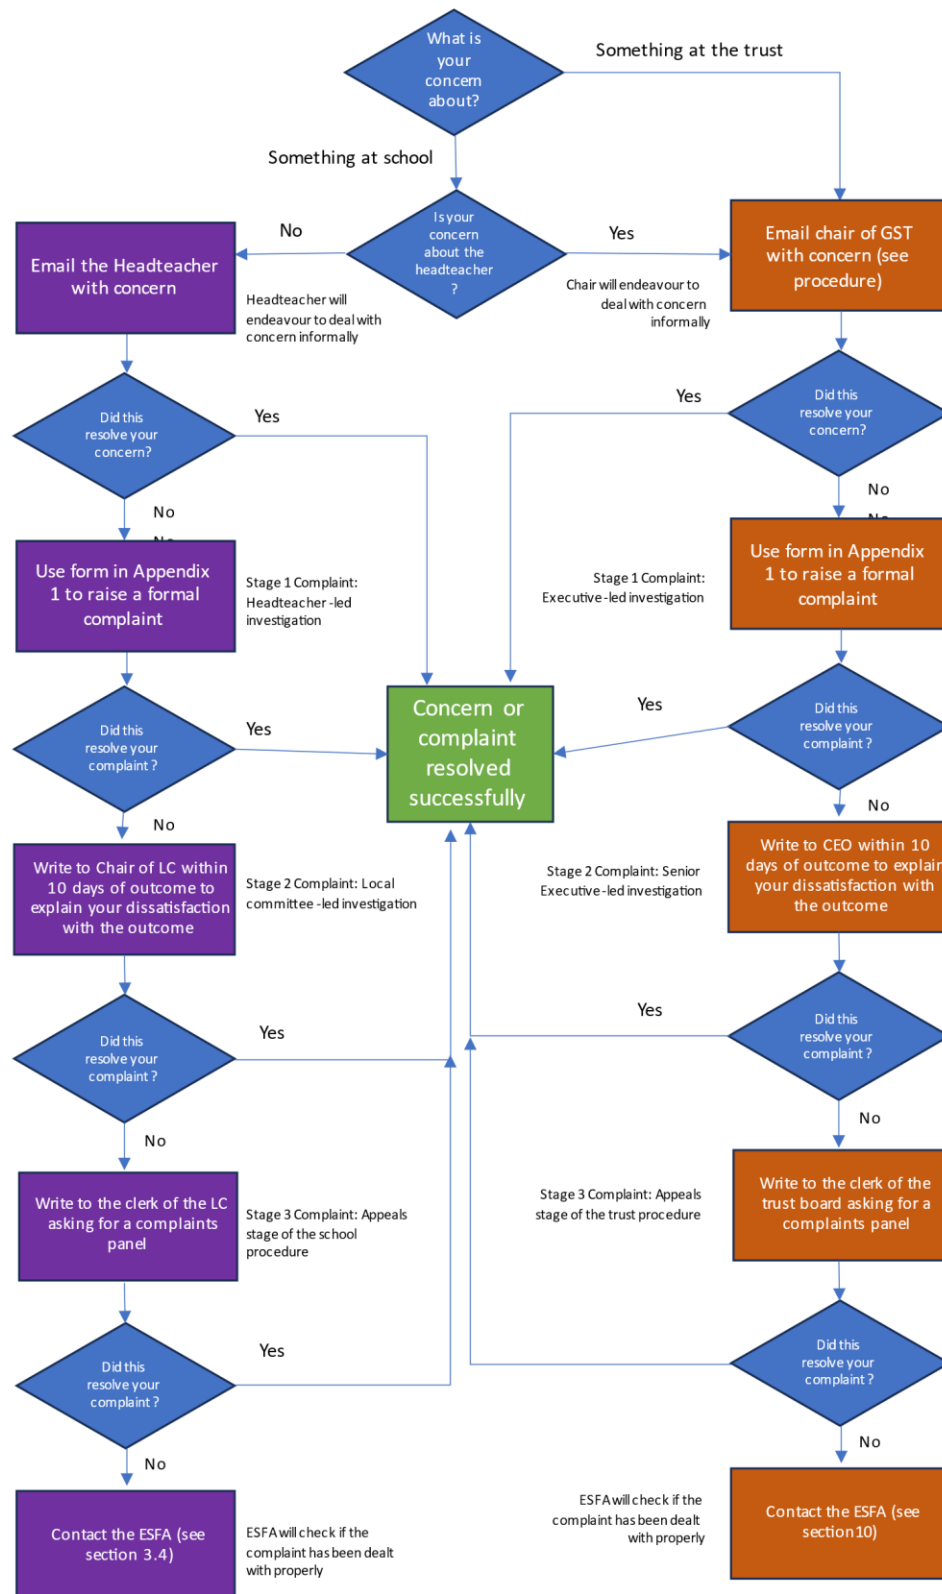 What is
your
concern
about?
Something at the trust
Something at school
Is your
concern
about the
headteacher
?
No
Yes
Email the Headteacher
with concern
Email chair of GST
with concern (see
procedure)
Headteacher will
endeavour to deal with
concern informally
Chair will endeavour to
deal with concern
informally
Did this
resolve your
concern?
Yes
Yes
Did this
resolve your
concern?
No
No
No
No
Use form in Appendix
1 to raise a formal
complaint
Stage 1 Complaint:
Headteacher -led
investigation
Stage 1 Complaint:
Executive -led investigation
Use form in Appendix
1 to raise a formal
complaint
Did this
resolve your
complaint ?
Yes
Concern or
complaint
resolved
successfully
Yes
Did this
resolve your
complaint ?
No
No
Write to Chair of LC within
10 days of outcome to
explain your dissatisfaction
with the outcome
Stage 2 Complaint: Local
committee -led investigation
Stage 2 Complaint: Senior
Executive -led investigation
Write to CEO within 10
days of outcome to explain
your dissatisfaction with
the outcome
Did this
resolve your
complaint ?
Yes
Yes
Did this
resolve your
complaint ?
No
No
Write to the clerk of the LC
asking for a complaints
panel
Stage 3 Complaint: Appeals
stage of the school
procedure
Stage 3 Complaint: Appeals
stage of the trust procedure
Write to the clerk of the
trust board asking for a
complaints panel
Did this
resolve your
complaint ?
Yes
Yes
Did this
resolve your
complaint ?
No
No
Contact the ESFA (see
section 3.4)
ESFA will check if the
complaint has been dealt
with properly
ESFA will check if the
complaint has been dealt
with properly
Contact the ESFA (see
section 10)